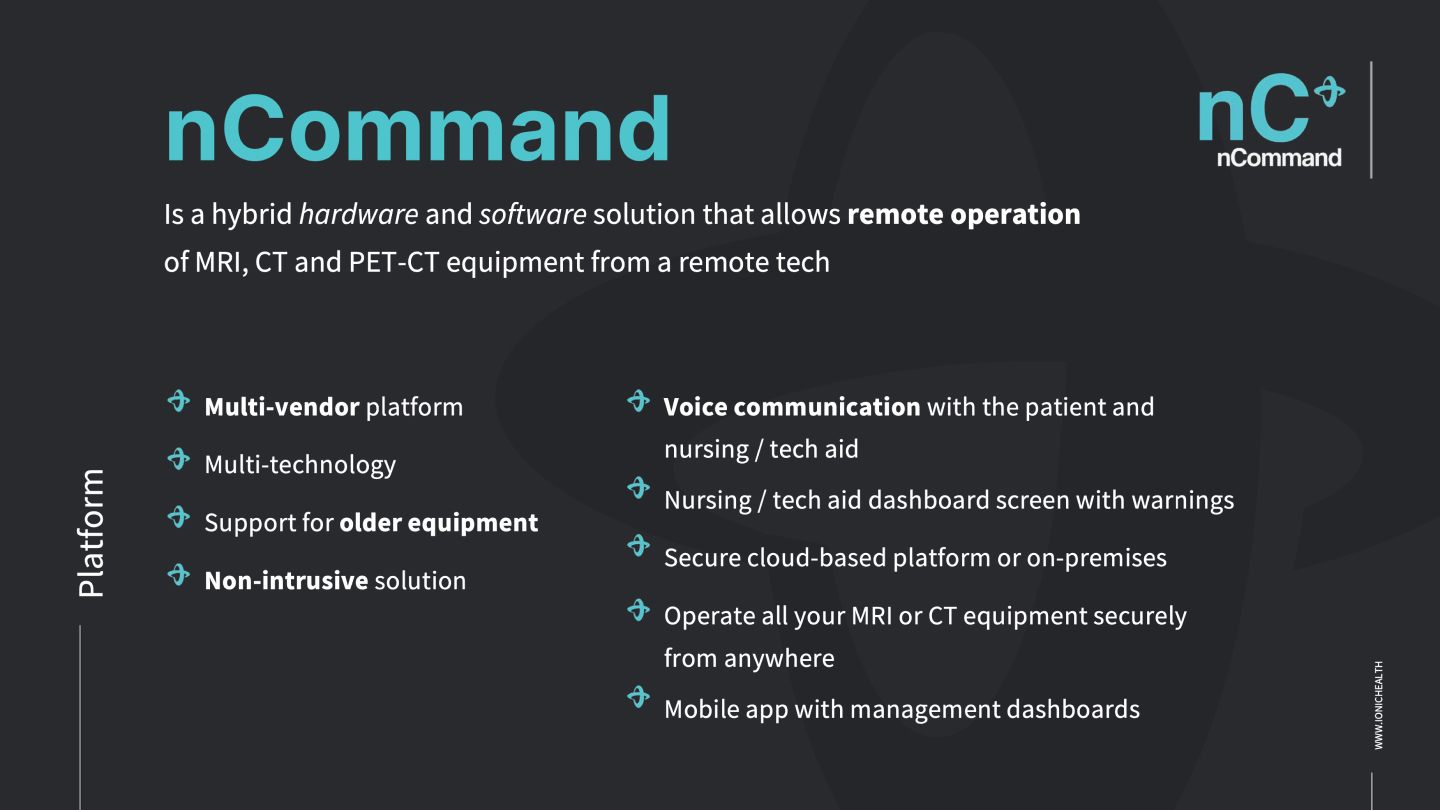 nCommand
nC
nCommand
Is a hybrid hardware and software solution that allows remote operation
of MRI, CT and PET-CT equipment from a remote tech
Multi-vendor platform
Multi-technology
Support for older equipment
Non-intrusive solution
Voice communication with the patient and
nursing / tech aid
Nursing / tech aid dashboard screen with warnings
Secure cloud-based platform or on-premises
Operate all your MRI or CT equipment securely
from anywhere
Mobile app with management dashboards
Platform
WWW.IONICHEALTH